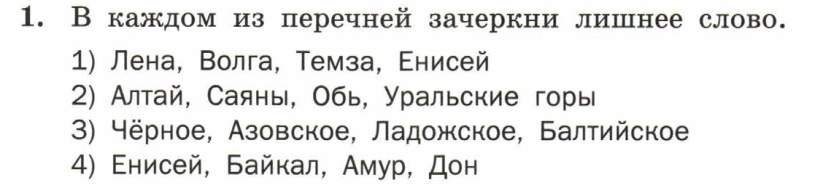 1. В каждом из перечней зачеркни лишнее слово.
1) Лена, Волга, Темза, Енисей
2) Алтай, Саяны, Обь, Уральские горы
3) Чёрное, Азовское, Ладожское, Балтийское
4) Енисей, Байкал, Амур, Дон